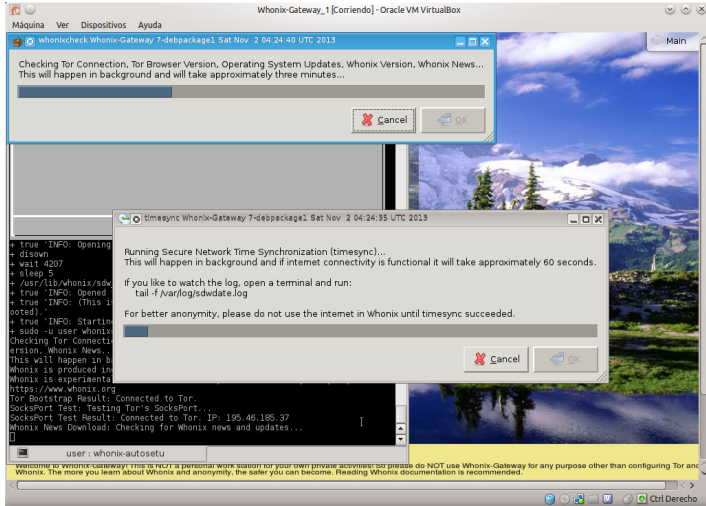 Whonix-Gateway_1 [Corriendo] - Oracle VM VirtualBox
Máquina Ver Dispositivos Ayuda
whonixcheck Whonix-Gateway 7-debpackage1 Sat Nov 2 04:24:40 UTC 2013
Main
Checking Tor Connection, Tor Browser Version, Operating System Updates, Whonix Version, Whonix News...
This will happen in background and will take approximately three minutes...
Cancel
OK
timesync Whonix-Gateway 7-debpackage1 Sat Nov 2 04:24:35 UTC 2013
Running Secure Network Time Synchronization (timesync)...
This will happen in background and if internet connectivity is functional it will take approximately 60 seconds.
If you like to watch the log, open a terminal and run:
tail -f /var/log/sdwdate.log
For better anonymity, please do not use the internet in Whonix until timesync succeeded.
Cancel
OK
+ true 'INFO: Opening
+ disown
+ wait 4207
+ sleep 5
+ /usr/lib/whonix/sdw
+ true 'INFO: Opened
+ true 'INFO: (This i
ooted).'
+ true 'INFO: Startin
+ sudo -u user whonix
Checking Tor Connecti
ersion, Whonix News..
This will happen in b
Whonix is produced in
Whonix is experimenta
https://www.whonix.org
Tor Bootstrap Result: Connected to Tor.
SocksPort Test: Testing Tor's SocksPort...
SocksPort Test Result: Connected to Tor. IP: 195.46.185.37
Whonix News Download: Checking for Whonix news and updates...
user : whonix-autosetu
Welcome to Whonix-Gateway! This is NOT a personal work station for your own private activities! So please do NOT use Whonix-Gateway for any purpose other than configuring Tor and
Whonix. The more you learn about Whonix and anonymity, the safer you can become. Reading Whonix documentation is recommended.
Ctrl Derecho